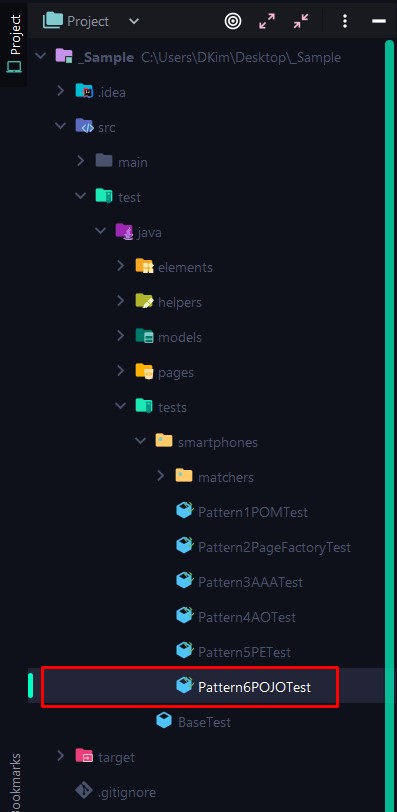 Project
Project
_Sample C:\Users\DKim\Desktop\_Sample
.idea
src
main
test
java
elements
helpers
models
pages
tests
smartphones
matchers
Pattern1POMTest
Pattern2PageFactoryTest
Pattern3AAATest
Pattern4AOTest
Pattern5PETest
Pattern6POJOTest
BaseTest
target
.gitignore
Bookmarks